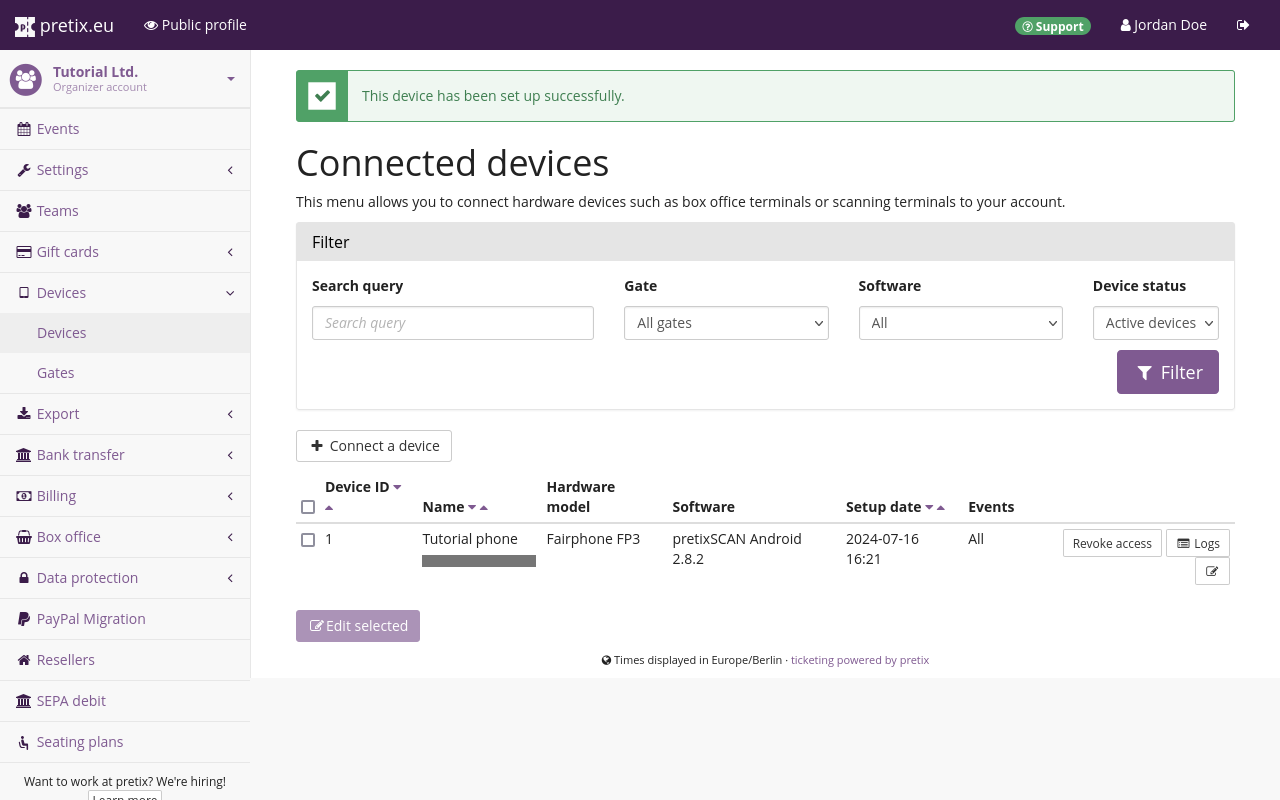 pretix.eu
Public profile
Support
Jordan Doe
Tutorial Ltd.
Organizer account
Events
Settings
Teams
Gift cards
Devices
Devices
Gates
Export
Bank transfer
Billing
Box office
Data protection
PayPal Migration
Resellers
SEPA debit
Seating plans
Want to work at pretix? We're hiring!
Learn more
This device has been set up successfully.
Connected devices
This menu allows you to connect hardware devices such as box office terminals or scanning terminals to your account.
Filter
Search query Gate Software Device status
Search query All gates All Active devices
Filter
Connect a device
Device ID Name Hardware model Software Setup date Events
1 Tutorial phone Fairphone FP3 pretixSCAN Android 2024-07-16 All Revoke access Logs
2.8.2 16:21
Edit selected
Times displayed in Europe/Berlin · ticketing powered by pretix